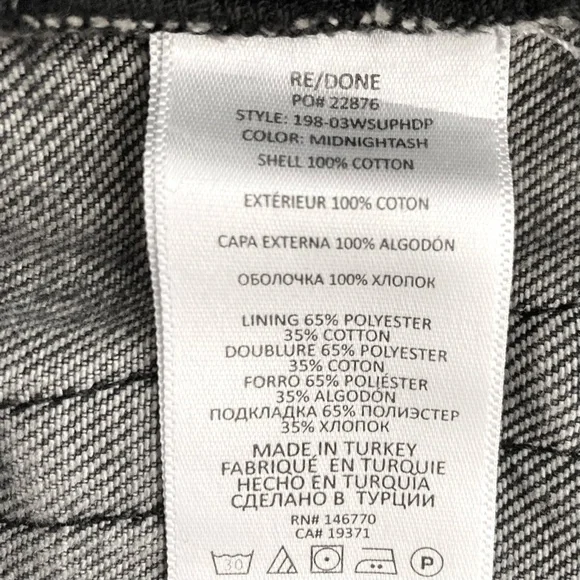 RE/DONE
PO# 22876
STYLE: 198-03WSUPHDP
COLOR: MIDNIGHTASH
SHELL 100% COTTON
EXTÉRIEUR 100% COTON
CAPA EXTERNA 100% ALGODÓN
ОБОЛОЧКА 100% ХЛОПОК
LINING 65% POLYESTER
35% COTTON
DOUBLURE 65% POLYESTER
35% COTON
FORRO 65% POLIÉSTER
35% ALGODÓN
ПОДКЛАДКА 65% ПОЛИЭСТЕР
35% ХЛОПОК
MADE IN TURKEY
FABRIQUÉ EN TURQUIE
HECHO EN TURQUÍA
СДЕЛАНО В ТУРЦИИ
RN# 146770
CA# 19371
30 P